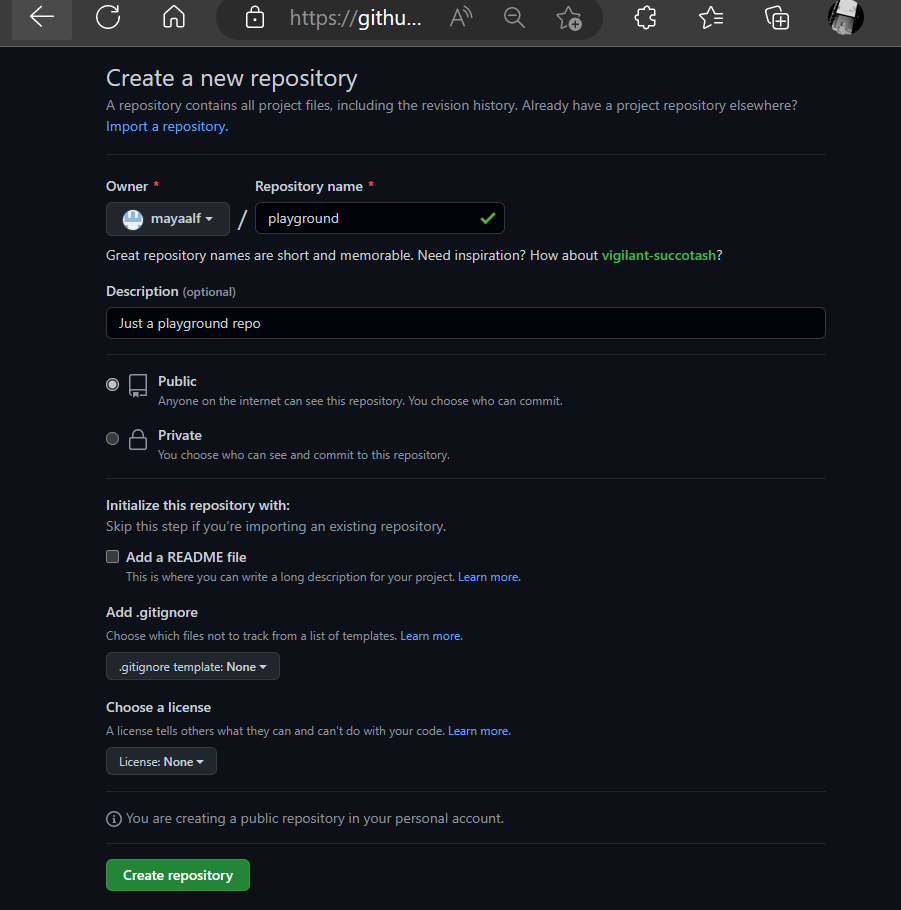 https://githu...
Create a new repository
A repository contains all project files, including the revision history. Already have a project repository elsewhere?
Import a repository.
Owner * Repository name *
mayaalf / playground
Great repository names are short and memorable. Need inspiration? How about vigilant-succotash?
Description (optional)
Just a playground repo
Public
Anyone on the internet can see this repository. You choose who can commit.
Private
You choose who can see and commit to this repository.
Initialize this repository with:
Skip this step if you’re importing an existing repository.
Add a README file
This is where you can write a long description for your project. Learn more.
Add .gitignore
Choose which files not to track from a list of templates. Learn more.
.gitignore template: None
Choose a license
A license tells others what they can and can't do with your code. Learn more.
License: None
You are creating a public repository in your personal account.
Create repository